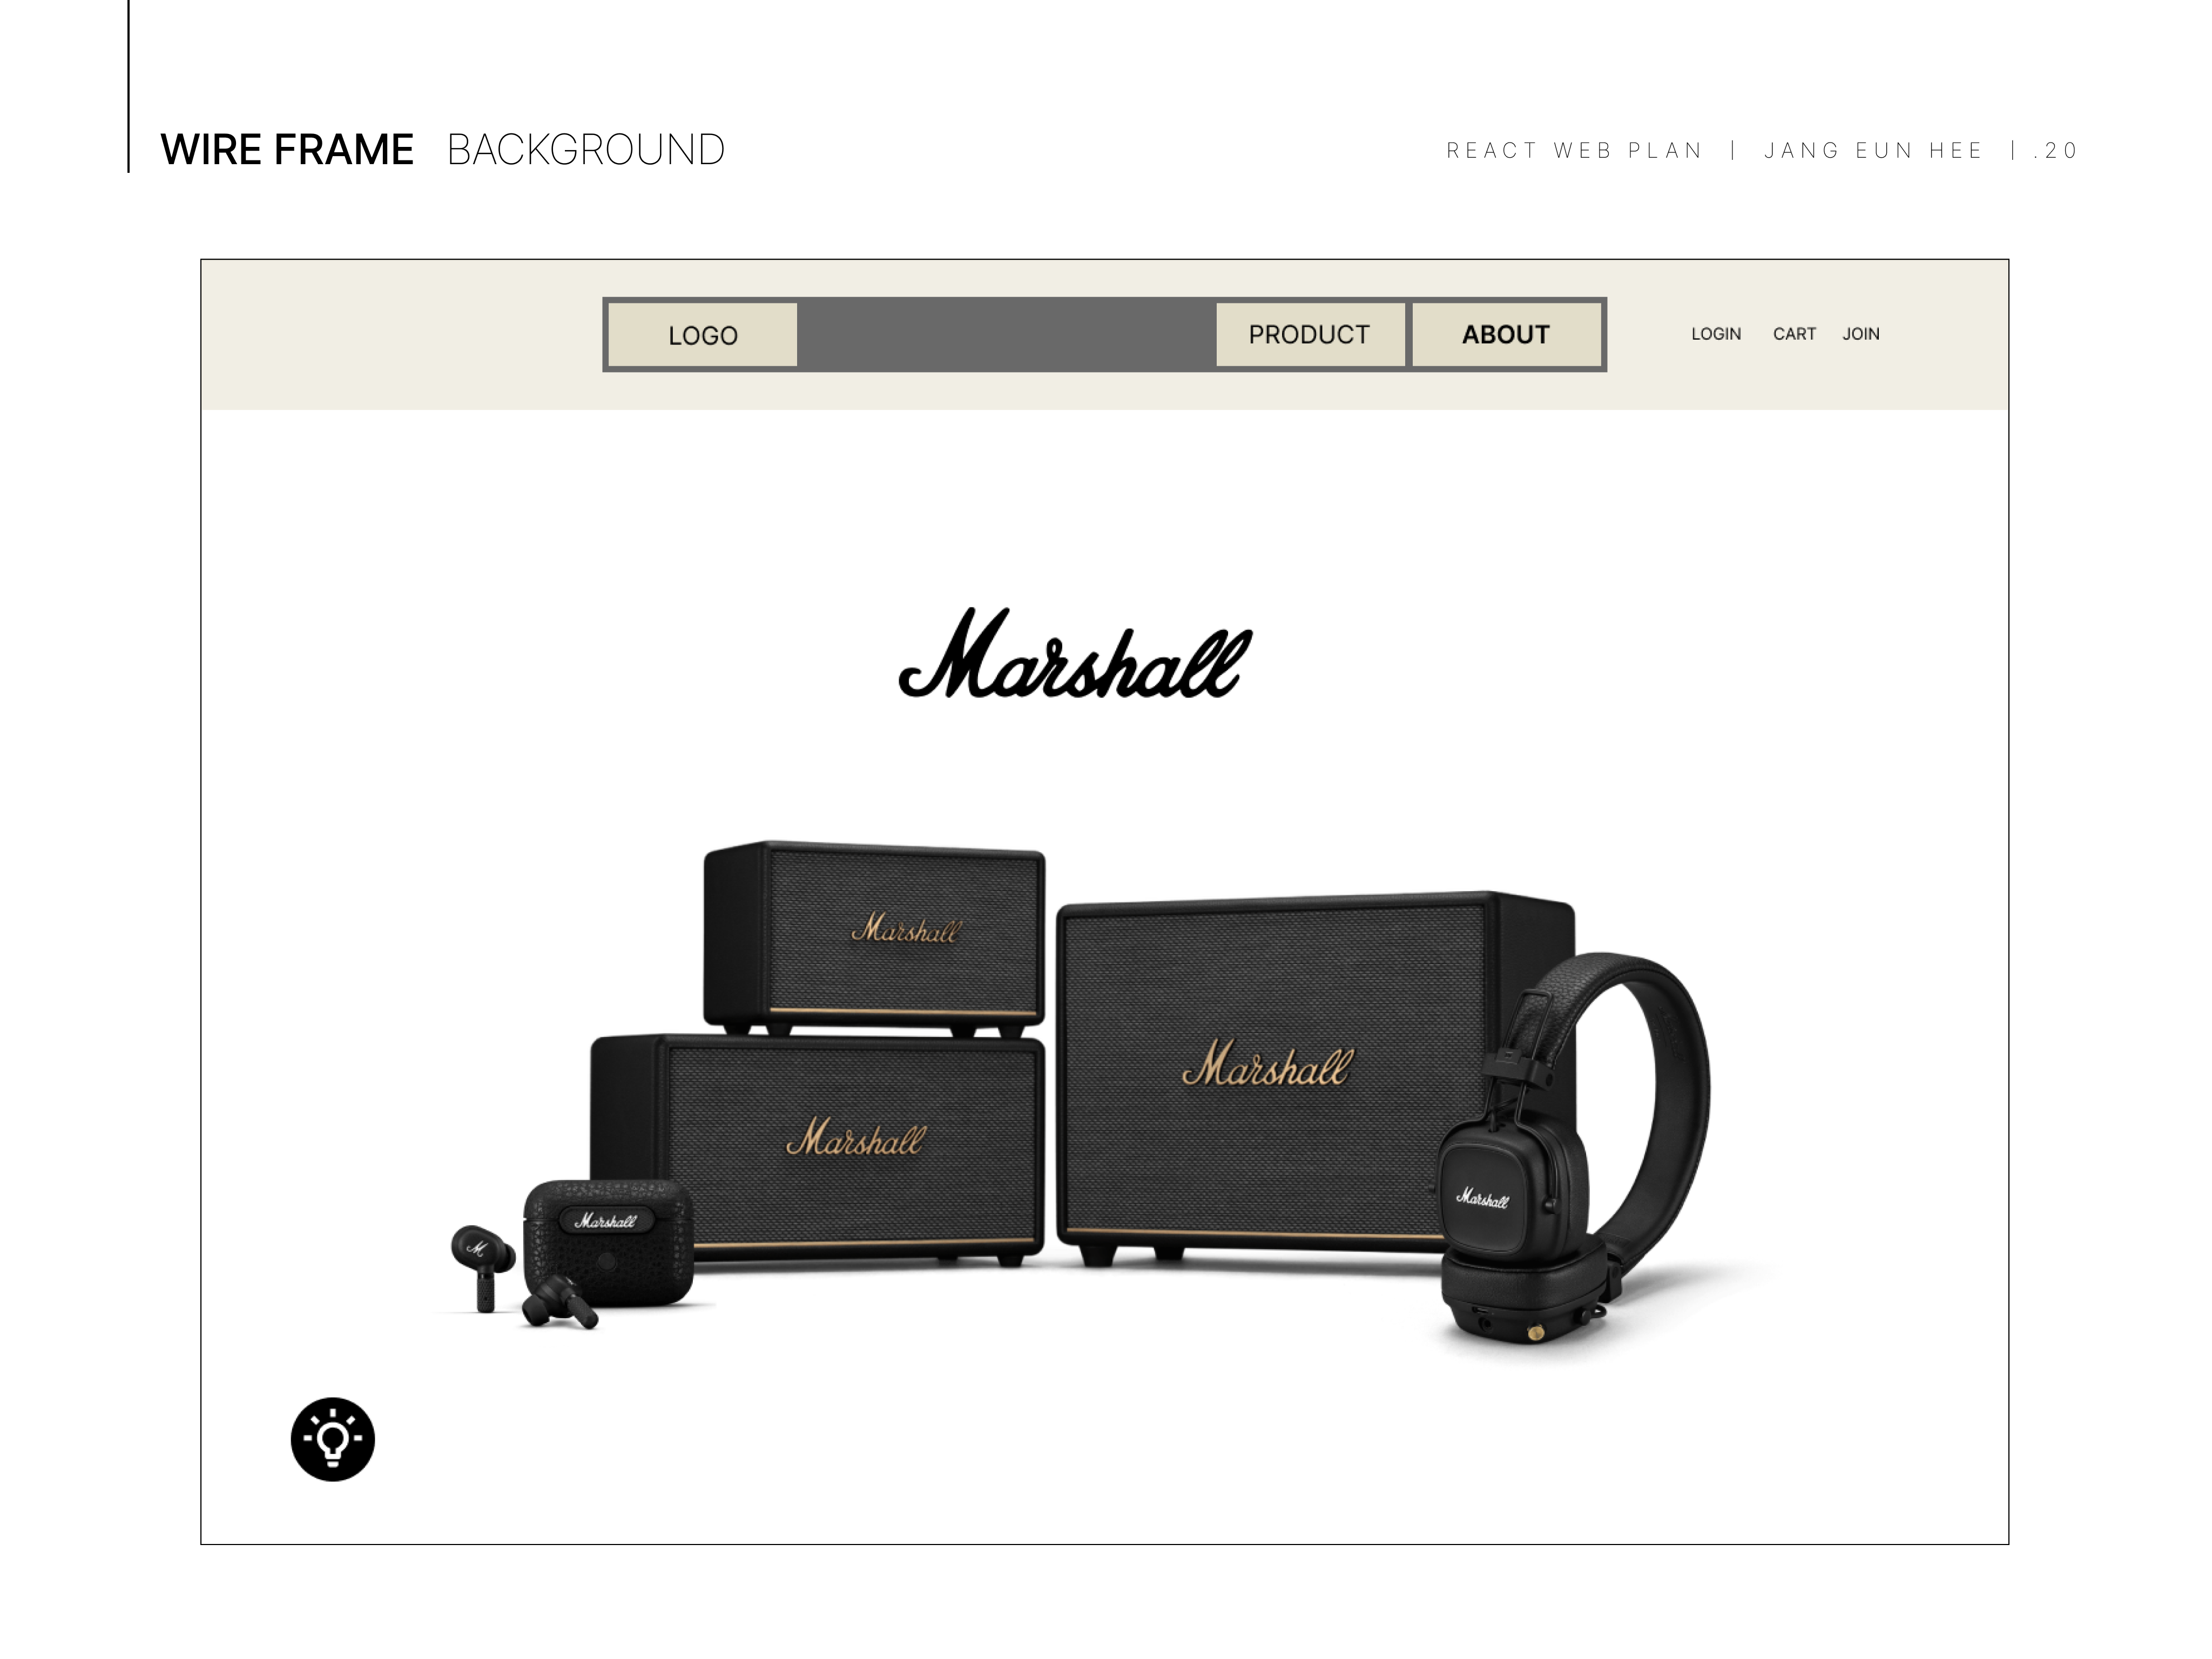 WIRE FRAME BACKGROUND
REACT WEB PLAN | JANG EUN HEE | .20
LOGO
PRODUCT
ABOUT
LOGIN CART JOIN
Marshall
Marshall
Marshall
Marshall
Marshall
Marshall
M